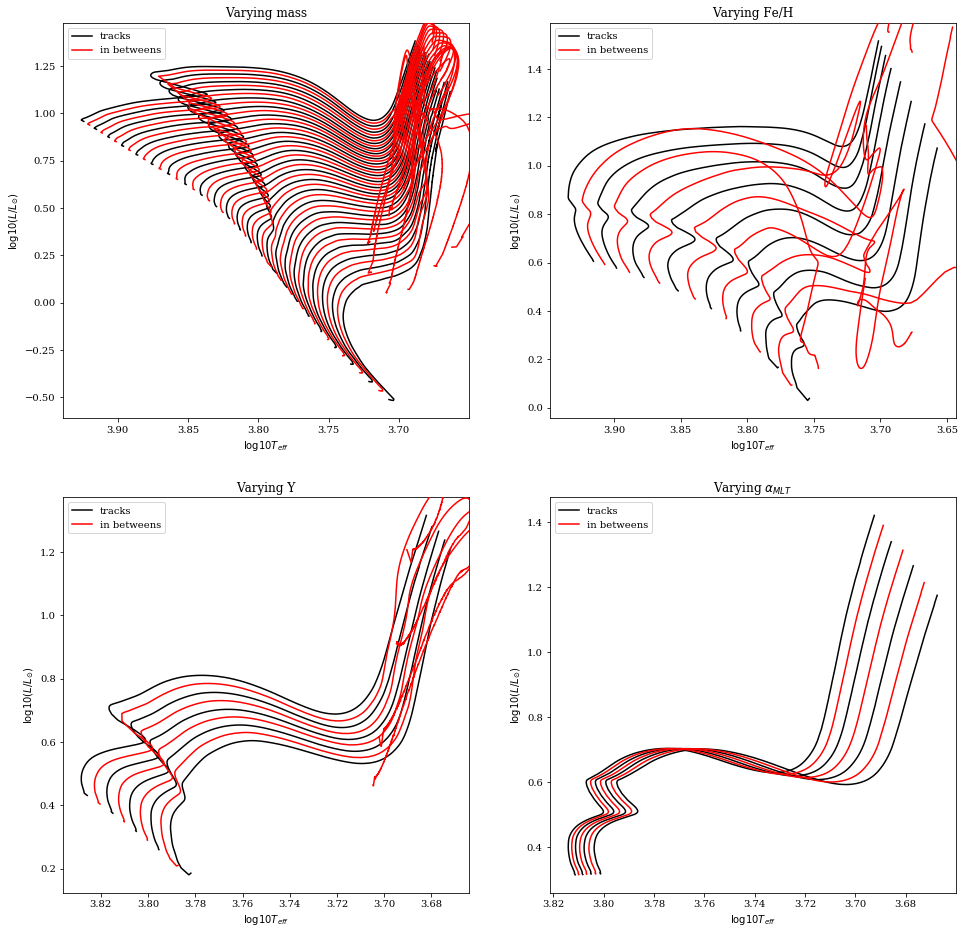 Varying mass
tracks
in betweens
log10(L/L⊙)
1.25
1.00
0.75
0.50
0.25
0.00
−0.25
−0.50
3.90 3.85 3.80 3.75 3.70
log10T_eff
Varying Fe/H
tracks
in betweens
log10(L/L⊙)
1.4
1.2
1.0
0.8
0.6
0.4
0.2
0.0
3.90 3.85 3.80 3.75 3.70 3.65
log10T_eff
Varying Y
tracks
in betweens
log10(L/L⊙)
1.2
1.0
0.8
0.6
0.4
0.2
3.82 3.80 3.78 3.76 3.74 3.72 3.70 3.68
log10T_eff
Varying α_MLT
tracks
in betweens
log10(L/L⊙)
1.4
1.2
1.0
0.8
0.6
0.4
3.82 3.80 3.78 3.76 3.74 3.72 3.70 3.68
log10T_eff